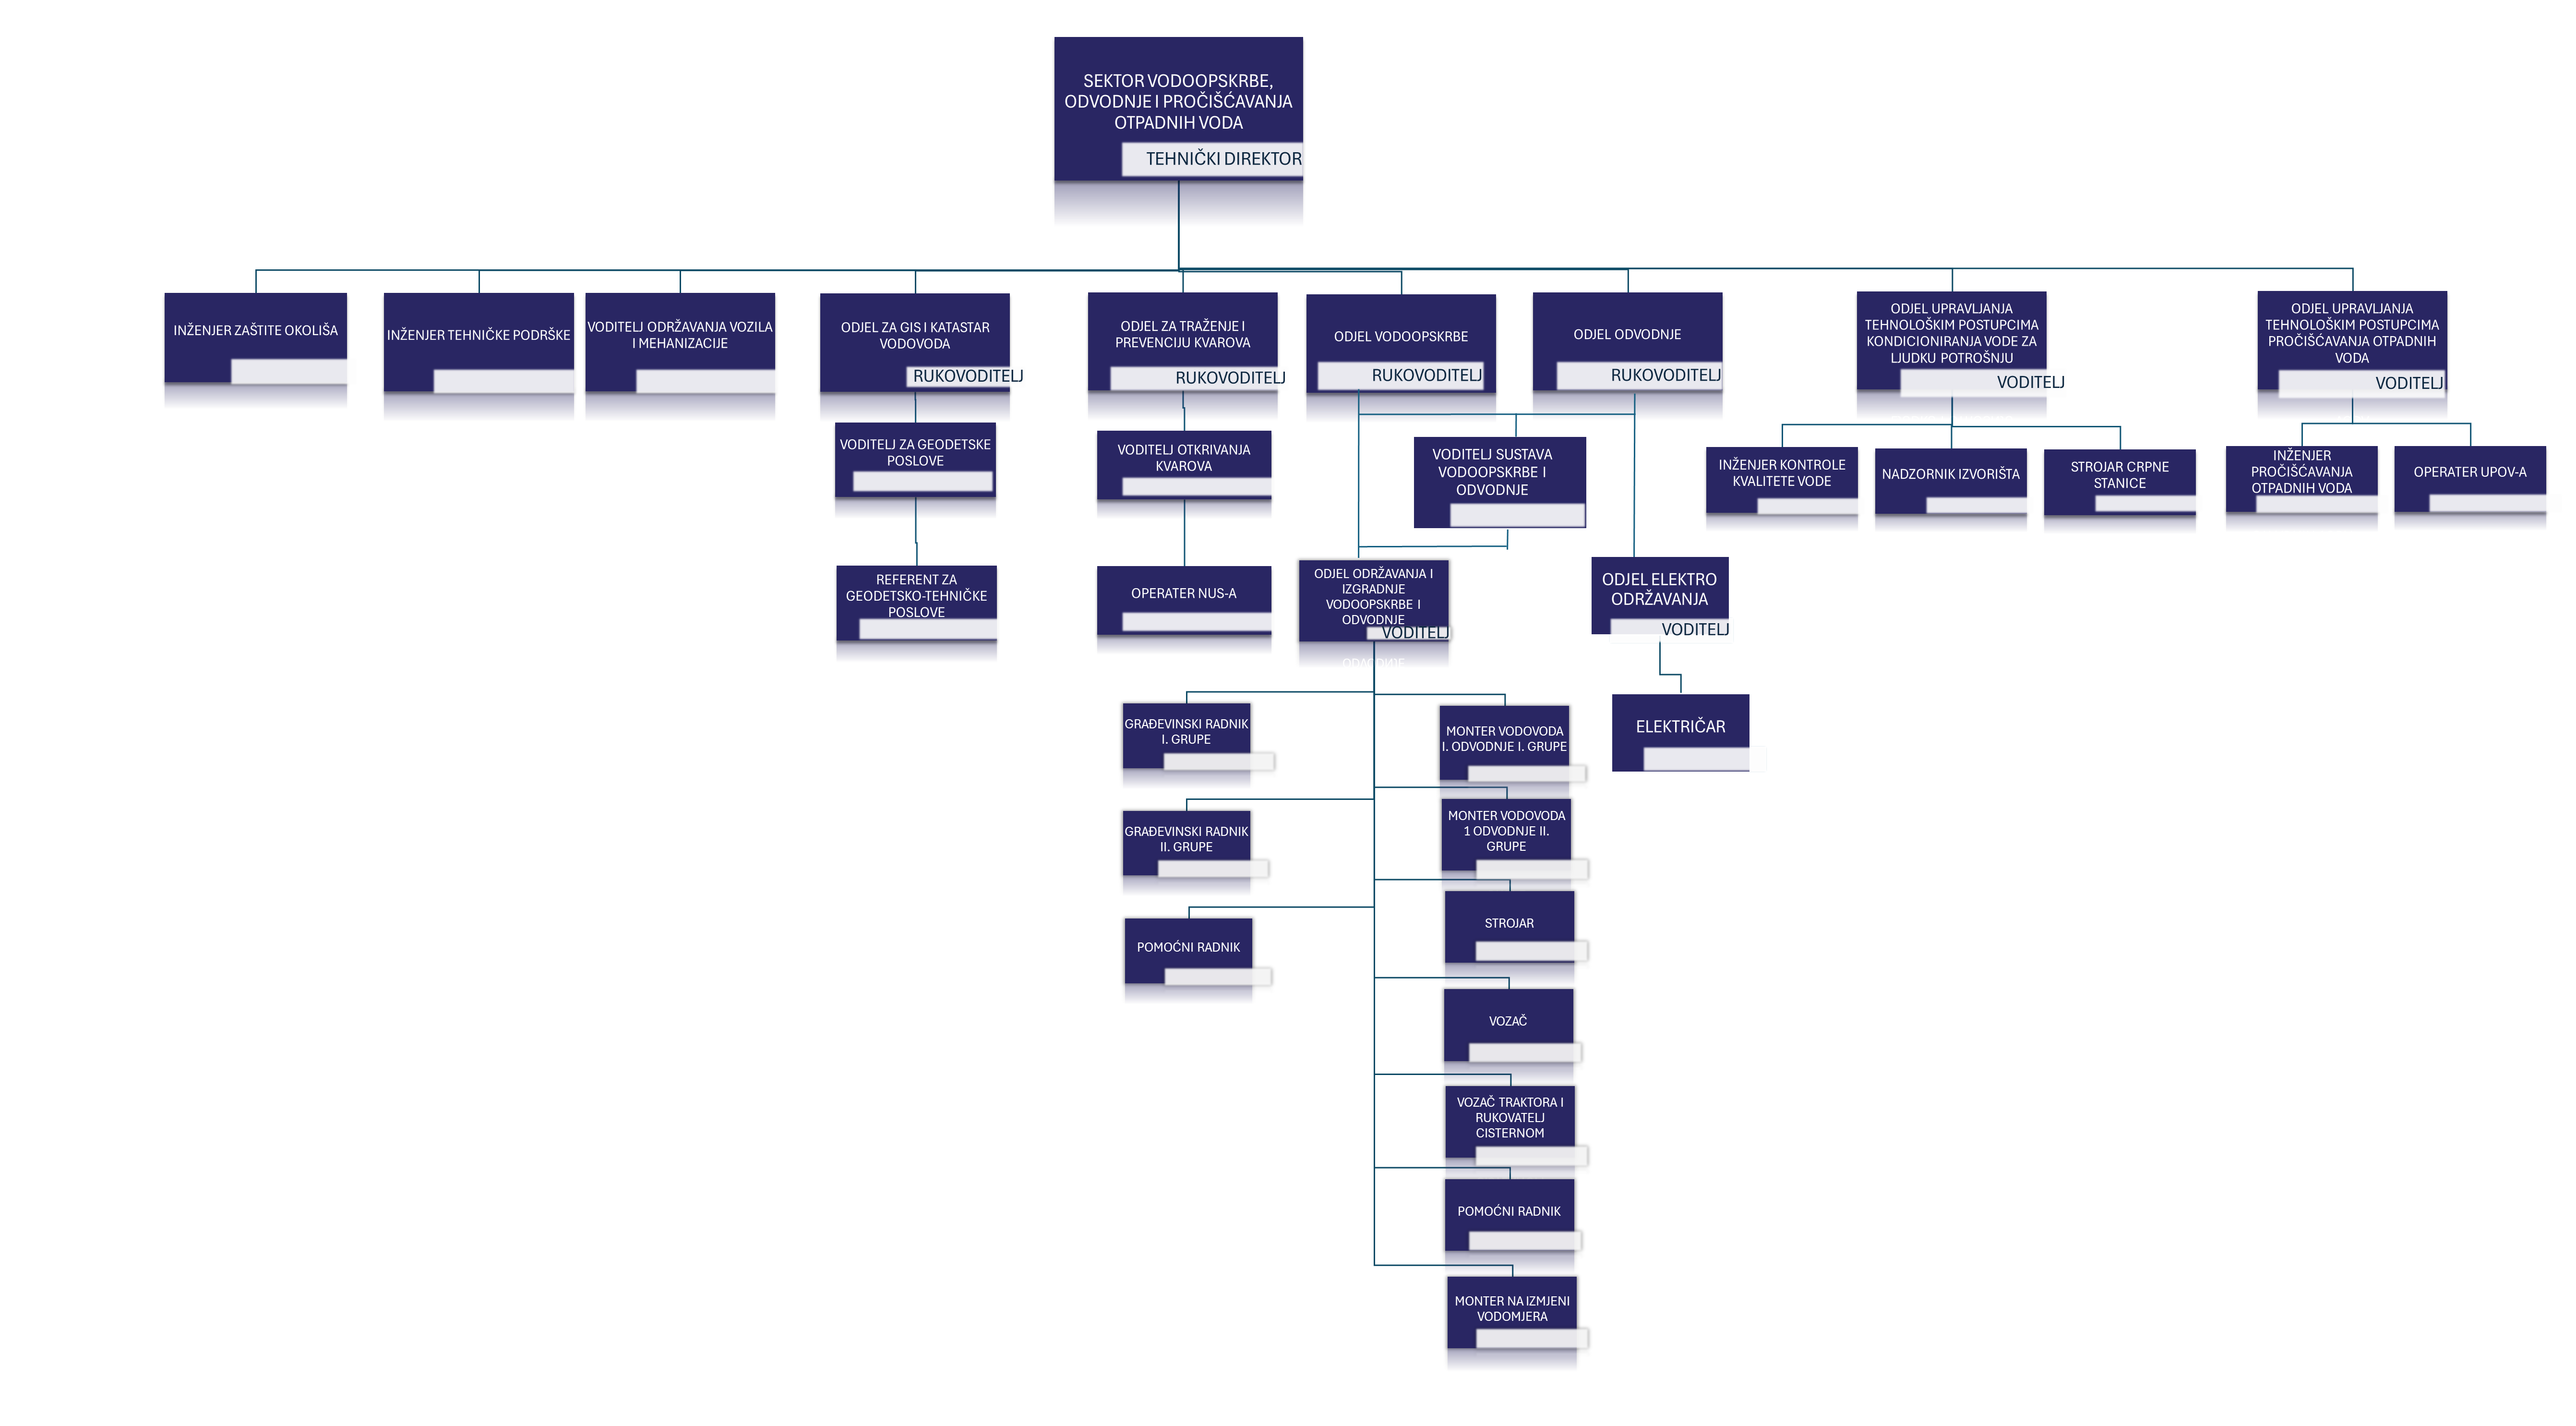 SEKTOR VODOOPSKRBE,
ODVODNJE I PROČIŠĆAVANJA
OTPADNIH VODA
TEHNIČKI DIREKTOR
INŽENJER ZAŠTITE OKOLIŠA
INŽENJER TEHNIČKE PODRŠKE
VODITELJ ODRŽAVANJA VOZILA
I MEHANIZACIJE
ODJEL ZA GIS I KATASTAR
VODOVODA
RUKOVODITELJ
ODJEL ZA TRAŽENJE I
PREVENCIJU KVAROVA
RUKOVODITELJ
ODJEL VODOOPSKRBE
RUKOVODITELJ
ODJEL ODVODNJE
RUKOVODITELJ
ODJEL UPRAVLJANJA
TEHNOLOŠKIM POSTUPCIMA
KONDICIONIRANJA VODE ZA
LJUDKU POTROŠNJU
VODITELJ
ODJEL UPRAVLJANJA
TEHNOLOŠKIM POSTUPCIMA
PROČIŠĆAVANJA OTPADNIH
VODA
VODITELJ
VODITELJ ZA GEODETSKE
POSLOVE
VODITELJ OTKRIVANJA
KVAROVA
VODITELJ SUSTAVA
VODOOPSKRBE I
ODVODNJE
INŽENJER KONTROLE
KVALITETE VODE
NADZORNIK IZVORIŠTA
STROJAR CRPNE
STANICE
INŽENJER
PROČIŠĆAVANJA
OTPADNIH VODA
OPERATER UPOV-A
REFERENT ZA
GEODETSKO-TEHNIČKE
POSLOVE
OPERATER NUS-A
ODJEL ODRŽAVANJA I
IZGRADNJE
VODOOPSKRBE I
ODVODNJE
VODITELJ
ODJEL ELEKTRO
ODRŽAVANJA
VODITELJ
GRAĐEVINSKI RADNIK
I. GRUPE
MONTER VODOVODA
I. ODVODNJE I. GRUPE
ELEKTRIČAR
GRAĐEVINSKI RADNIK
II. GRUPE
MONTER VODOVODA
1 ODVODNJE II.
GRUPE
POMOĆNI RADNIK
STROJAR
VOZAČ
VOZAČ TRAKTORA I
RUKOVATELJ
CISTERNOM
POMOĆNI RADNIK
MONTER NA IZMJENI
VODOMJERA